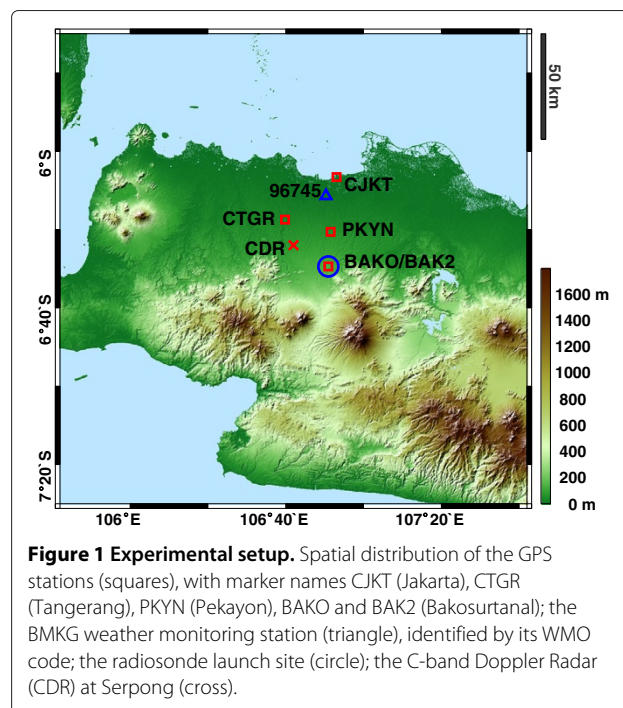 50 km
6°S
96745
CJKT
CTGR
PKYN
CDR
BAKO/BAK2
6°40`S
7°20`S
1600 m
1400
1200
1000
800
600
400
200
0 m
106°E
106°40`E
107°20`E
Figure 1 Experimental setup. Spatial distribution of the GPS
stations (squares), with marker names CJKT (Jakarta), CTGR
(Tangerang), PKYN (Pekayon), BAKO and BAK2 (Bakosurtanal); the
BMKG weather monitoring station (triangle), identified by its WMO
code; the radiosonde launch site (circle); the C-band Doppler Radar
(CDR) at Serpong (cross).